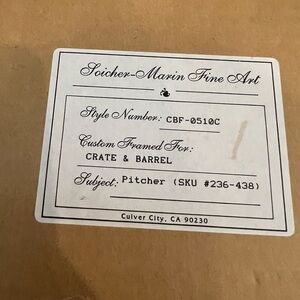 Soicher-Marin Fine Art
Style Number: CBF-0510C
Custom Framed For:
CRATE & BARREL
Subject: Pitcher (SKU #236-438)
Culver City, CA 90230